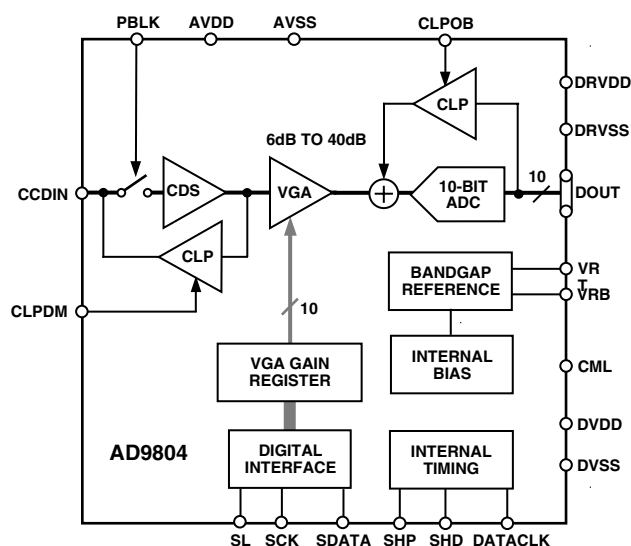 PBLK AVDD AVSS CLPOB
DRVDD
CLP
DRVSS
6dB TO 40dB
CCDIN
CDS
VGA
+
10-BIT
ADC
10
DOUT
CLP
BANDGAP
REFERENCE
VR
T
VRB
CLPDM
10
VGA GAIN
REGISTER
INTERNAL
BIAS
CML
DVDD
AD9804
DIGITAL
INTERFACE
INTERNAL
TIMING
DVSS
SL SCK SDATA SHP SHD DATACLK